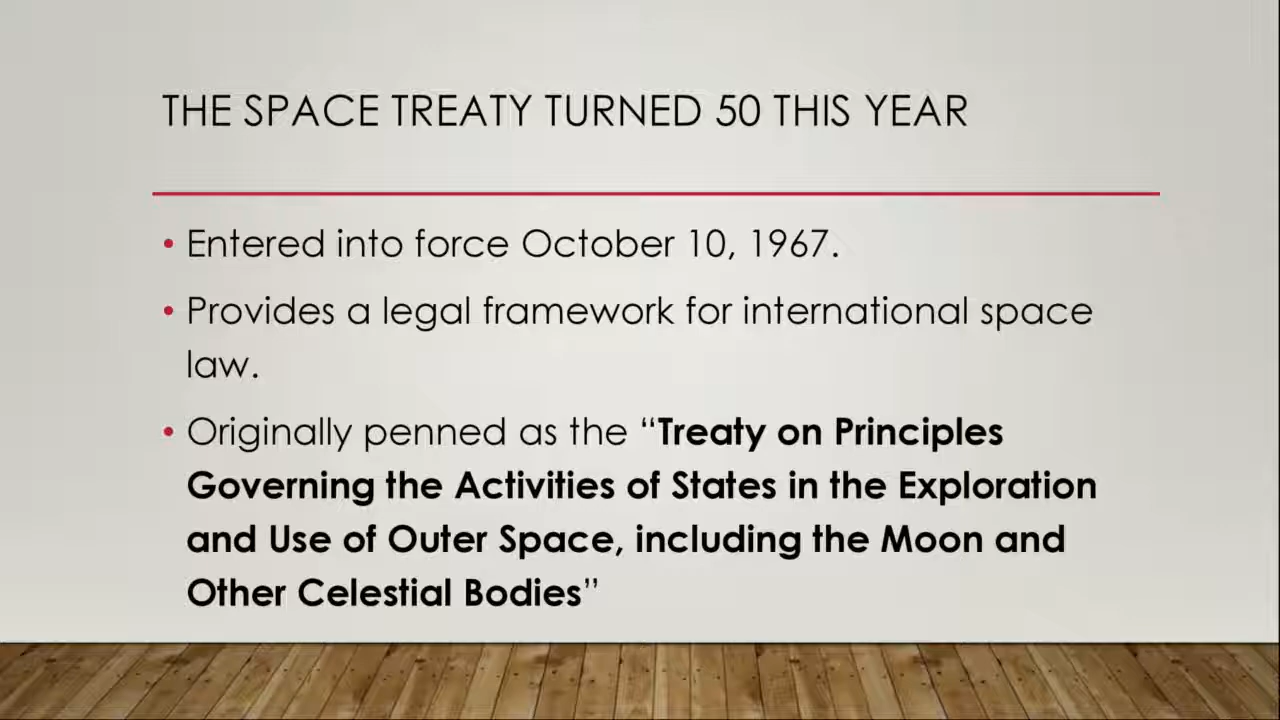 THE SPACE TREATY TURNED 50 THIS YEAR
• Entered into force October 10, 1967.
• Provides a legal framework for international space
law.
• Originally penned as the “Treaty on Principles
Governing the Activities of States in the Exploration
and Use of Outer Space, including the Moon and
Other Celestial Bodies”